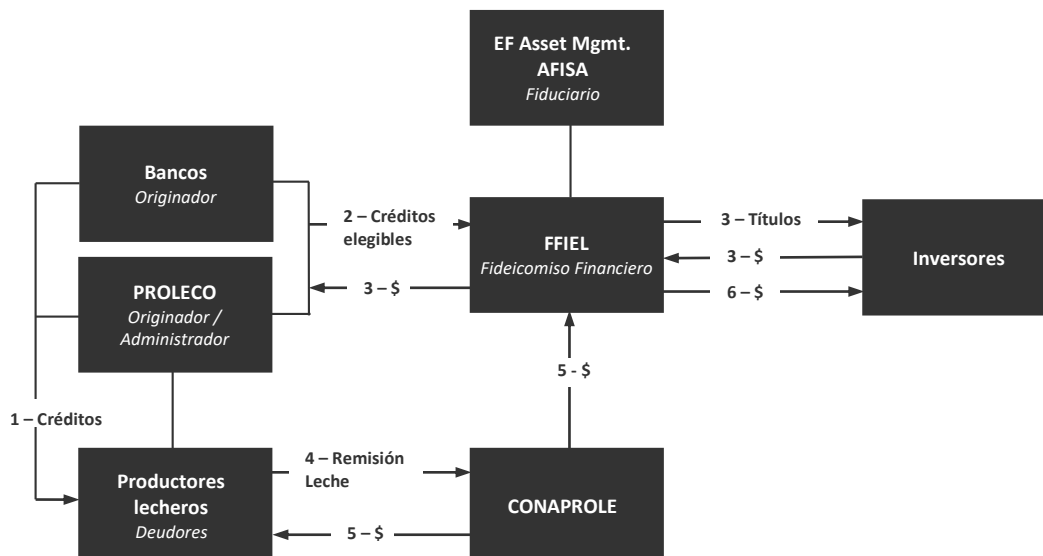 EF Asset Mgmt.
AFISA
Fiduciario
Bancos
Originador
2 – Créditos
elegibles
FFIEL
Fideicomiso Financiero
3 – Títulos
3 – $
6 – $
Inversores
PROLECO
Originador /
Administrador
3 – $
5 - $
1 – Créditos
Productores
lecheros
Deudores
4 – Remisión
Leche
5 – $
CONAPROLE